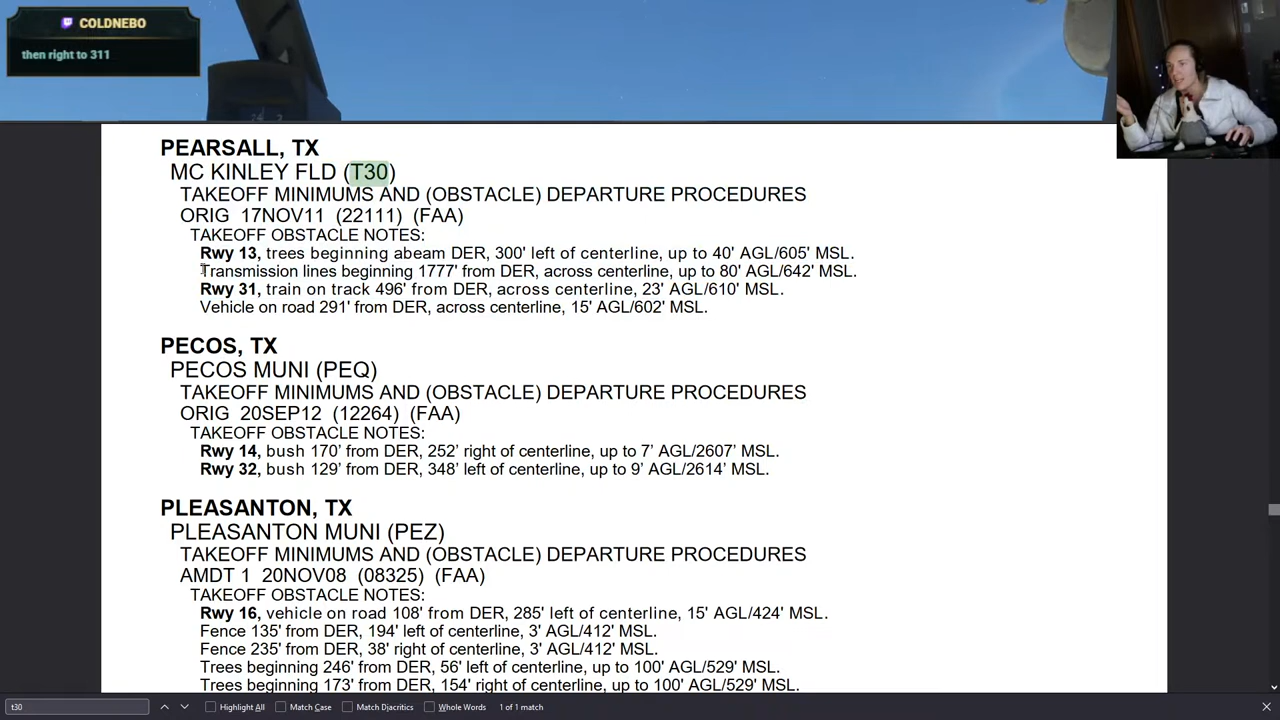 COLDNEBO
then right to 311
PEARSALL, TX
MC KINLEY FLD (T30)
TAKEOFF MINIMUMS AND (OBSTACLE) DEPARTURE PROCEDURES
ORIG 17NOV11 (22111) (FAA)
TAKEOFF OBSTACLE NOTES:
Rwy 13, trees beginning abeam DER, 300' left of centerline, up to 40' AGL/605' MSL.
Transmission lines beginning 1777' from DER, across centerline, up to 80' AGL/642' MSL.
Rwy 31, train on track 496' from DER, across centerline, 23' AGL/610' MSL.
Vehicle on road 291' from DER, across centerline, 15' AGL/602' MSL.
PECOS, TX
PECOS MUNI (PEQ)
TAKEOFF MINIMUMS AND (OBSTACLE) DEPARTURE PROCEDURES
ORIG 20SEP12 (12264) (FAA)
TAKEOFF OBSTACLE NOTES:
Rwy 14, bush 170’ from DER, 252’ right of centerline, up to 7’ AGL/2607’ MSL.
Rwy 32, bush 129’ from DER, 348’ left of centerline, up to 9’ AGL/2614’ MSL.
PLEASANTON, TX
PLEASANTON MUNI (PEZ)
TAKEOFF MINIMUMS AND (OBSTACLE) DEPARTURE PROCEDURES
AMDT 1 20NOV08 (08325) (FAA)
TAKEOFF OBSTACLE NOTES:
Rwy 16, vehicle on road 108' from DER, 285' left of centerline, 15' AGL/424' MSL.
Fence 135' from DER, 194' left of centerline, 3' AGL/412' MSL.
Fence 235' from DER, 38' right of centerline, 3' AGL/412' MSL.
Trees beginning 246' from DER, 56' left of centerline, up to 100' AGL/529' MSL.
Trees beginning 173' from DER, 154' right of centerline, up to 100' AGL/529' MSL.
t30
Highlight All
Match Case
Match Diacritics
Whole Words
1 of 1 match